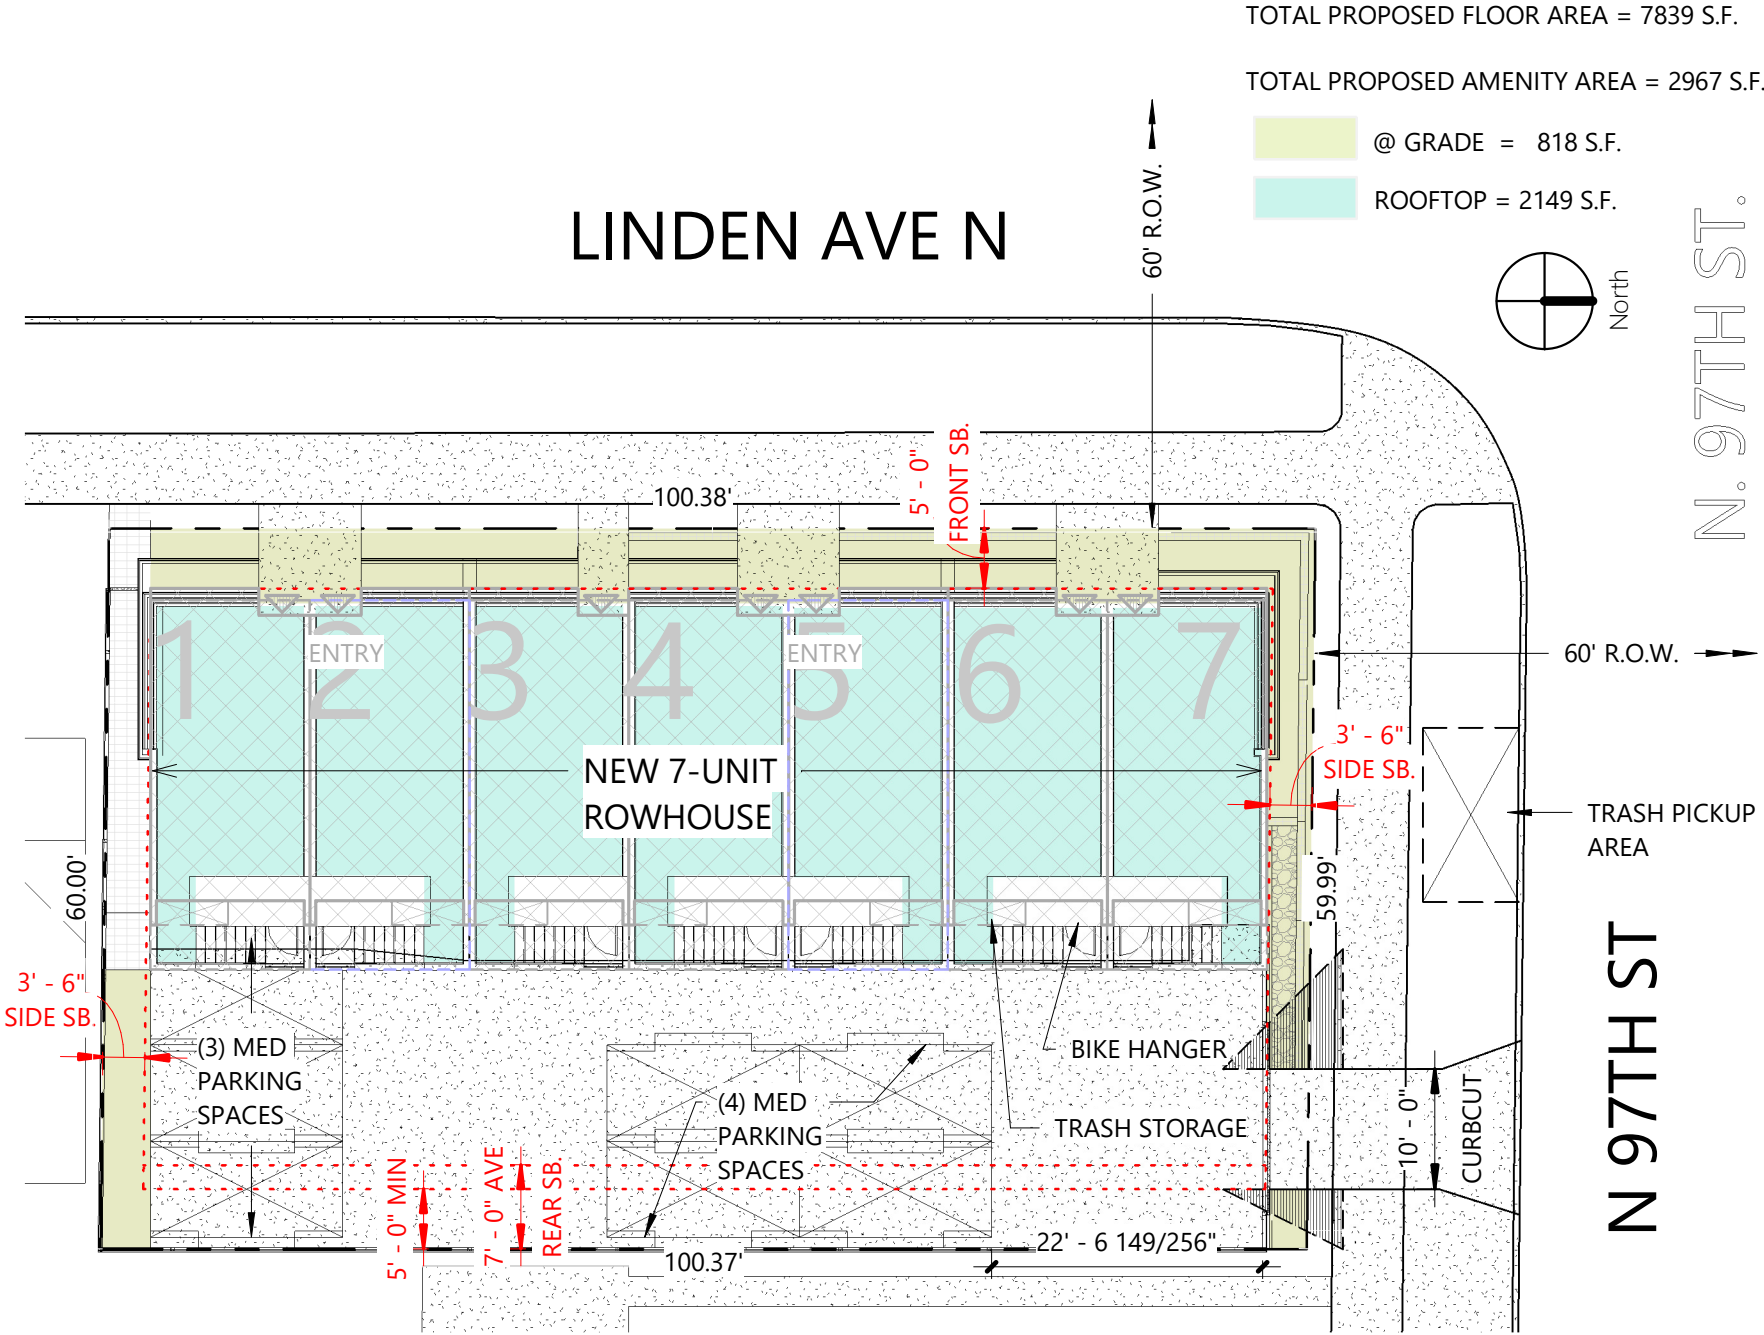 TOTAL PROPOSED FLOOR AREA = 7839 S.F.
TOTAL PROPOSED AMENITY AREA = 2967 S.F.
@ GRADE = 818 S.F.
ROOFTOP = 2149 S.F.
LINDEN AVE N
60' R.O.W.
North
N. 97TH ST.
100.38'
5' - 0"
FRONT SB.
1
2
3
4
5
6
7
ENTRY
ENTRY
60' R.O.W.
NEW 7-UNIT
ROWHOUSE
3' - 6"
SIDE SB.
TRASH PICKUP
AREA
60.00'
59.99'
3' - 6"
SIDE SB.
(3) MED
PARKING
SPACES
(4) MED
PARKING
SPACES
BIKE HANGER
TRASH STORAGE
10' - 0"
CURBCUT
N 97TH ST
5' - 0" MIN
7' - 0" AVE
REAR SB.
100.37'
22' - 6 149/256"